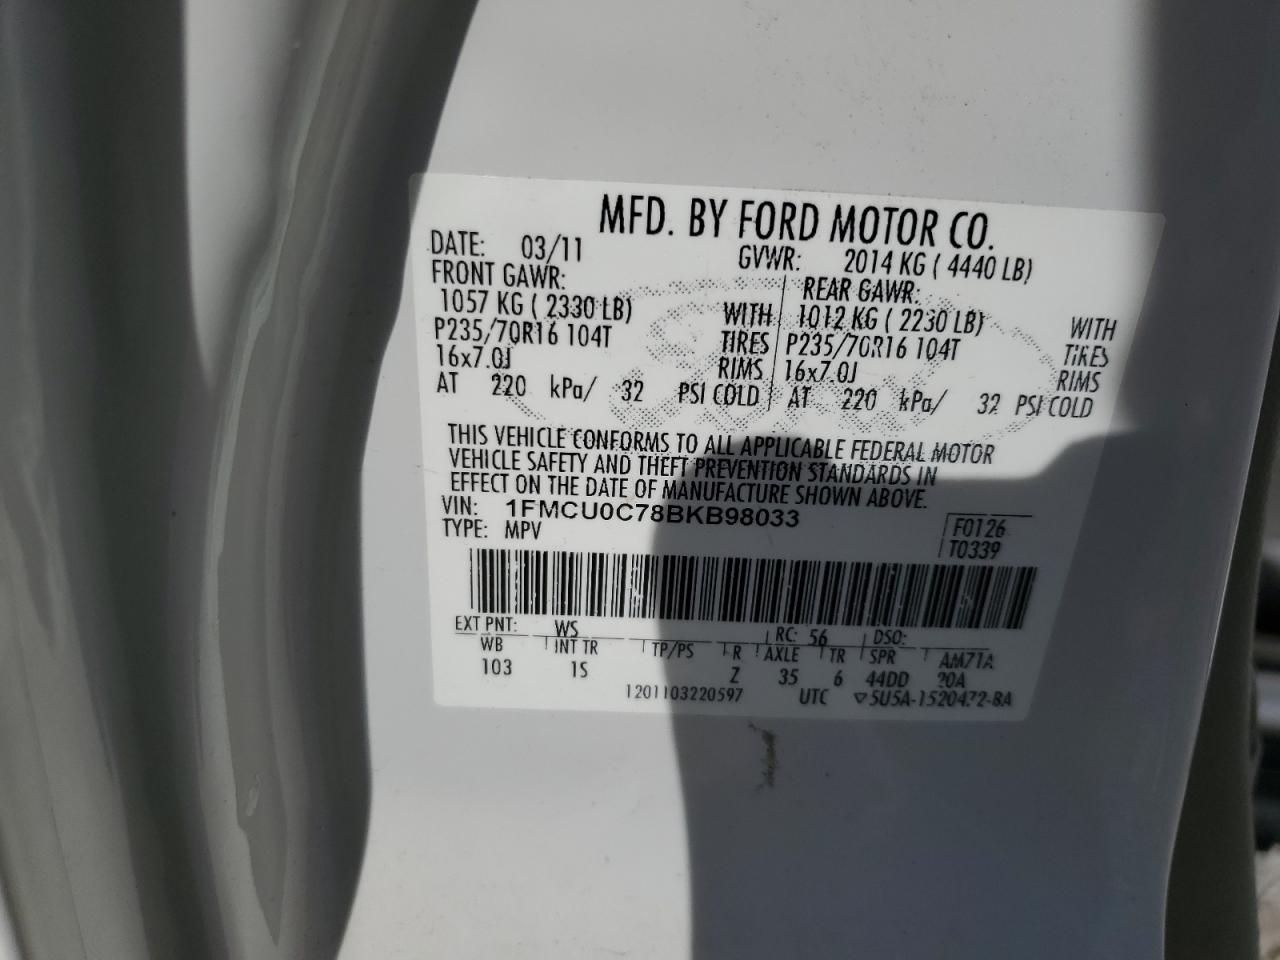 MFD. BY FORD MOTOR CO.
DATE: 03/11 GVWR: 2014 KG ( 4440 LB)
FRONT GAWR: REAR GAWR:
1057 KG ( 2330 LB) WITH 1012 KG ( 2230 LB) WITH
P235/70R16 104T TIRES P235/70R16 104T TIRES
16x7.0J RIMS 16x7.0J RIMS
AT 220 kPa/ 32 PSI COLD AT 220 kPa/ 32 PSI COLD
THIS VEHICLE CONFORMS TO ALL APPLICABLE FEDERAL MOTOR
VEHICLE SAFETY AND THEFT PREVENTION STANDARDS IN
EFFECT ON THE DATE OF MANUFACTURE SHOWN ABOVE.
VIN: 1FMCU0C78BKB98033 F0126
TYPE: MPV T0339
EXT PNT: WS RC: 56 DSO:
WB INT TR TP/PS R AXLE TR SPR AM71A
103 1S Z 35 6 44DD 20A
1201103220597 UTC ▽5U5A-1520472-BA